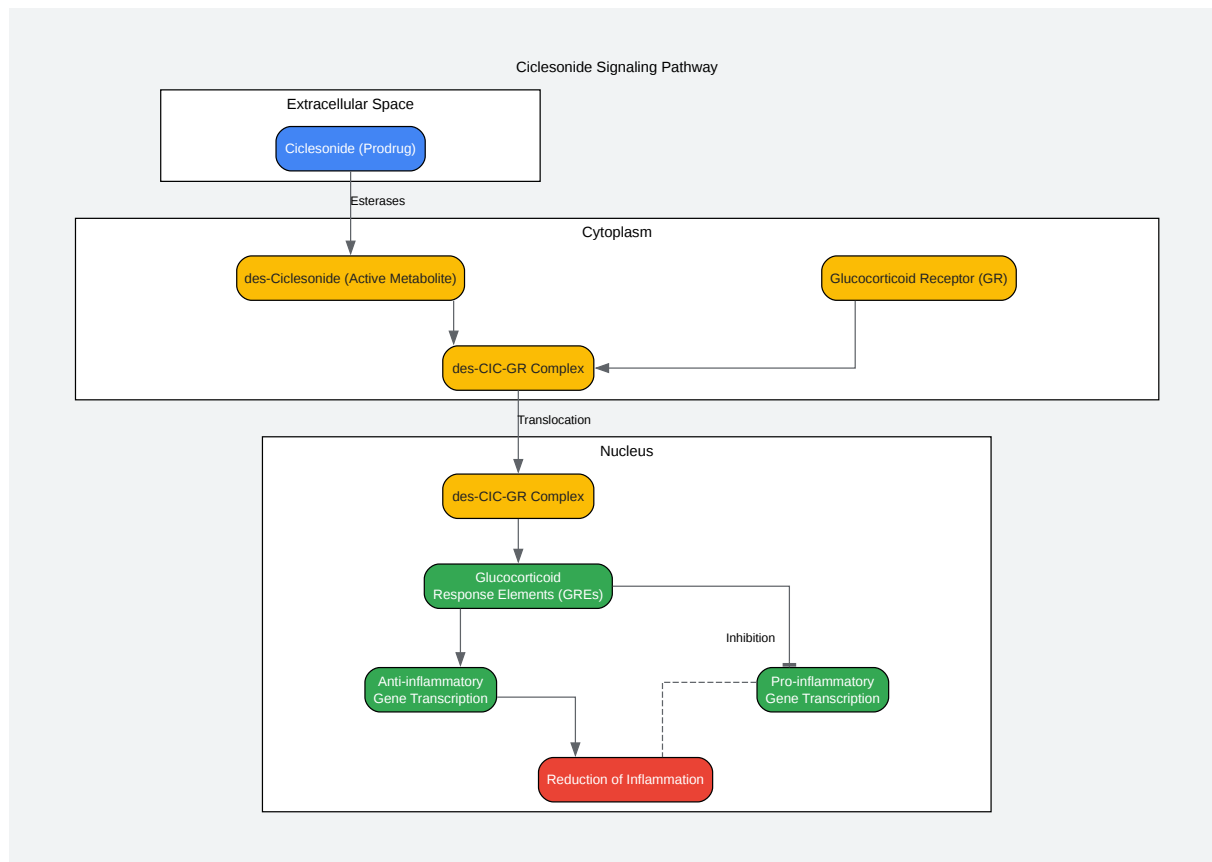 Ciclesonide Signaling Pathway
Extracellular Space
Ciclesonide (Prodrug)
Esterases
Cytoplasm
des-Ciclesonide (Active Metabolite)
Glucocorticoid Receptor (GR)
des-CIC-GR Complex
Translocation
Nucleus
des-CIC-GR Complex
Glucocorticoid
Response Elements (GREs)
Inhibition
Anti-inflammatory
Gene Transcription
Pro-inflammatory
Gene Transcription
Reduction of Inflammation